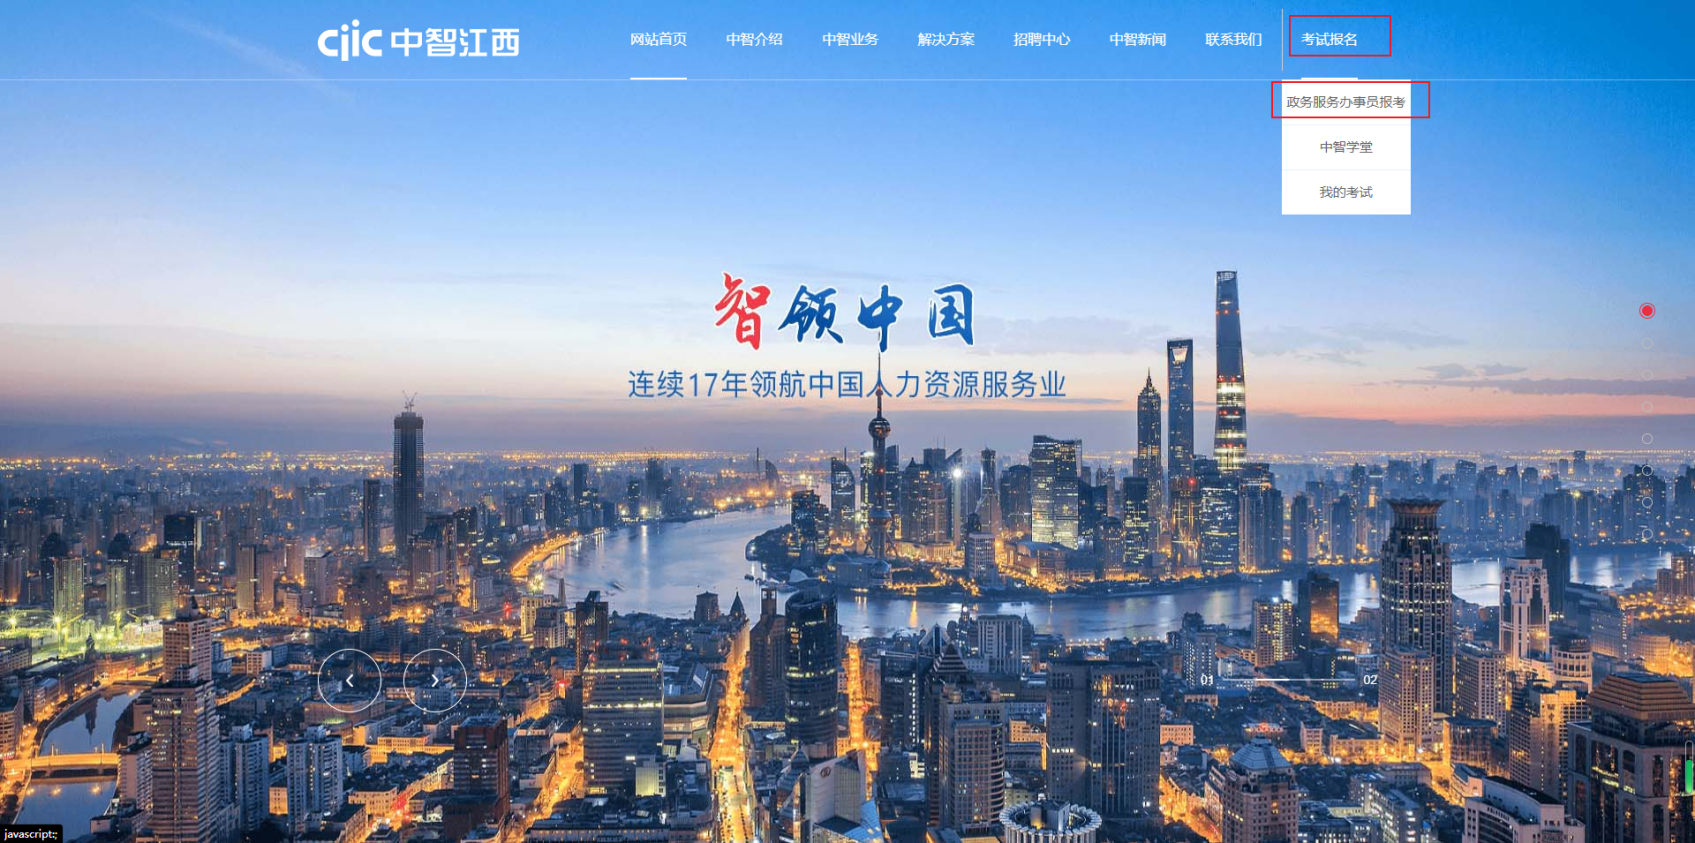 ciic 中智江西
网站首页 中智介绍 中智业务 解决方案 招聘中心 中智新闻 联系我们 考试报名
政务服务办事员报考
中智学堂
我的考试
智领中国
连续17年领航中国人力资源服务业
01 02
javascript:;